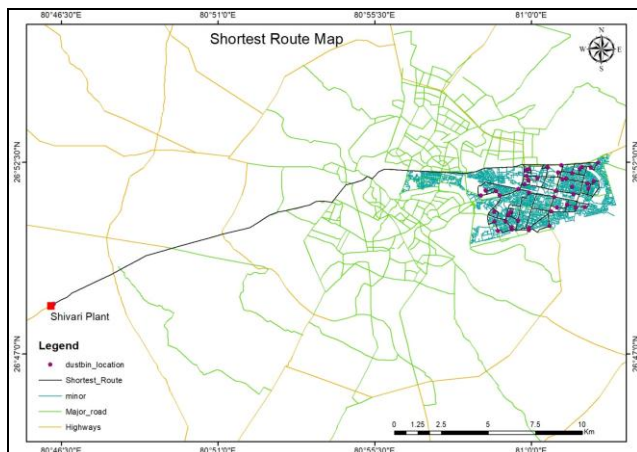 80°46'30"E 80°51'0"E 80°55'30"E 81°0'0"E
Shortest Route Map
N
W E
S
26°52'30"N
26°52'30"N
Shivari Plant
Legend
dustbin_location
Shortest_Route
minor
Major_road
Highways
26°47'0"N
26°47'0"N
0 1.25 2.5 5 7.5 10
Km
80°46'30"E 80°51'0"E 80°55'30"E 81°0'0"E